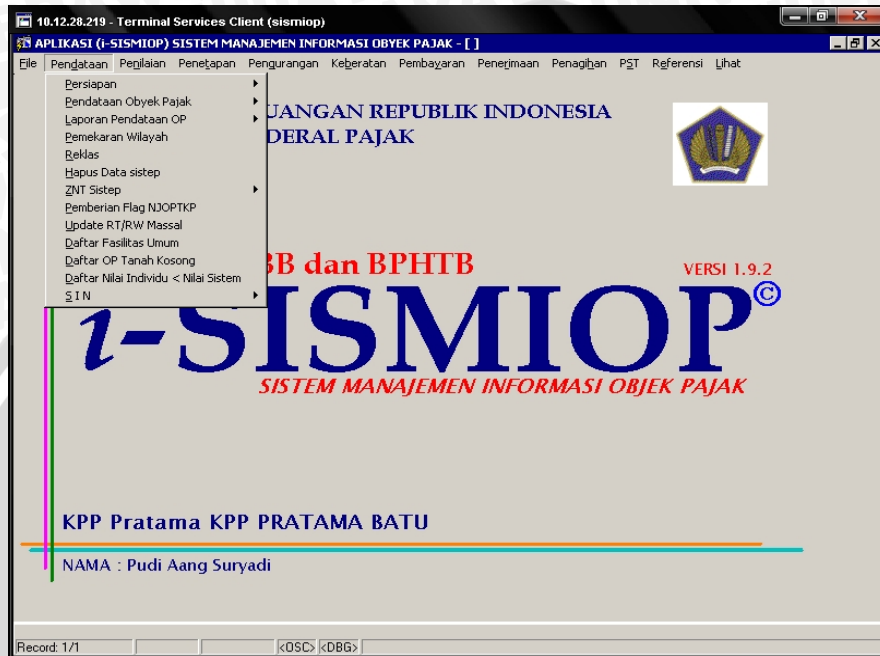 10.12.28.219 - Terminal Services Client (sismiop)
APLIKASI (i-SISMIOP) SISTEM MANAJEMEN INFORMASI OBYEK PAJAK - [ ]
File Pendataan Penilaian Penetapan Pengurangan Keberatan Pembayaran Penerimaan Penagihan PST Referensi Lihat
Persiapan
Pendataan Obyek Pajak
Laporan Pendataan OP
Pemekaran Wilayah
Reklas
Hapus Data sistep
ZNT Sistep
Pemberian Flag NJOPTKP
Update RT/RW Massal
Daftar Fasilitas Umum
Daftar OP Tanah Kosong
Daftar Nilai Individu < Nilai Sistem
S I N
UANGAN REPUBLIK INDONESIA
DERAL PAJAK
BB dan BPHTB
VERSI 1.9.2
i-SISMIOP©
SISTEM MANAJEMEN INFORMASI OBJEK PAJAK
KPP Pratama KPP PRATAMA BATU
NAMA : Pudi Aang Suryadi
Record: 1/1 <OSC> <DBG>